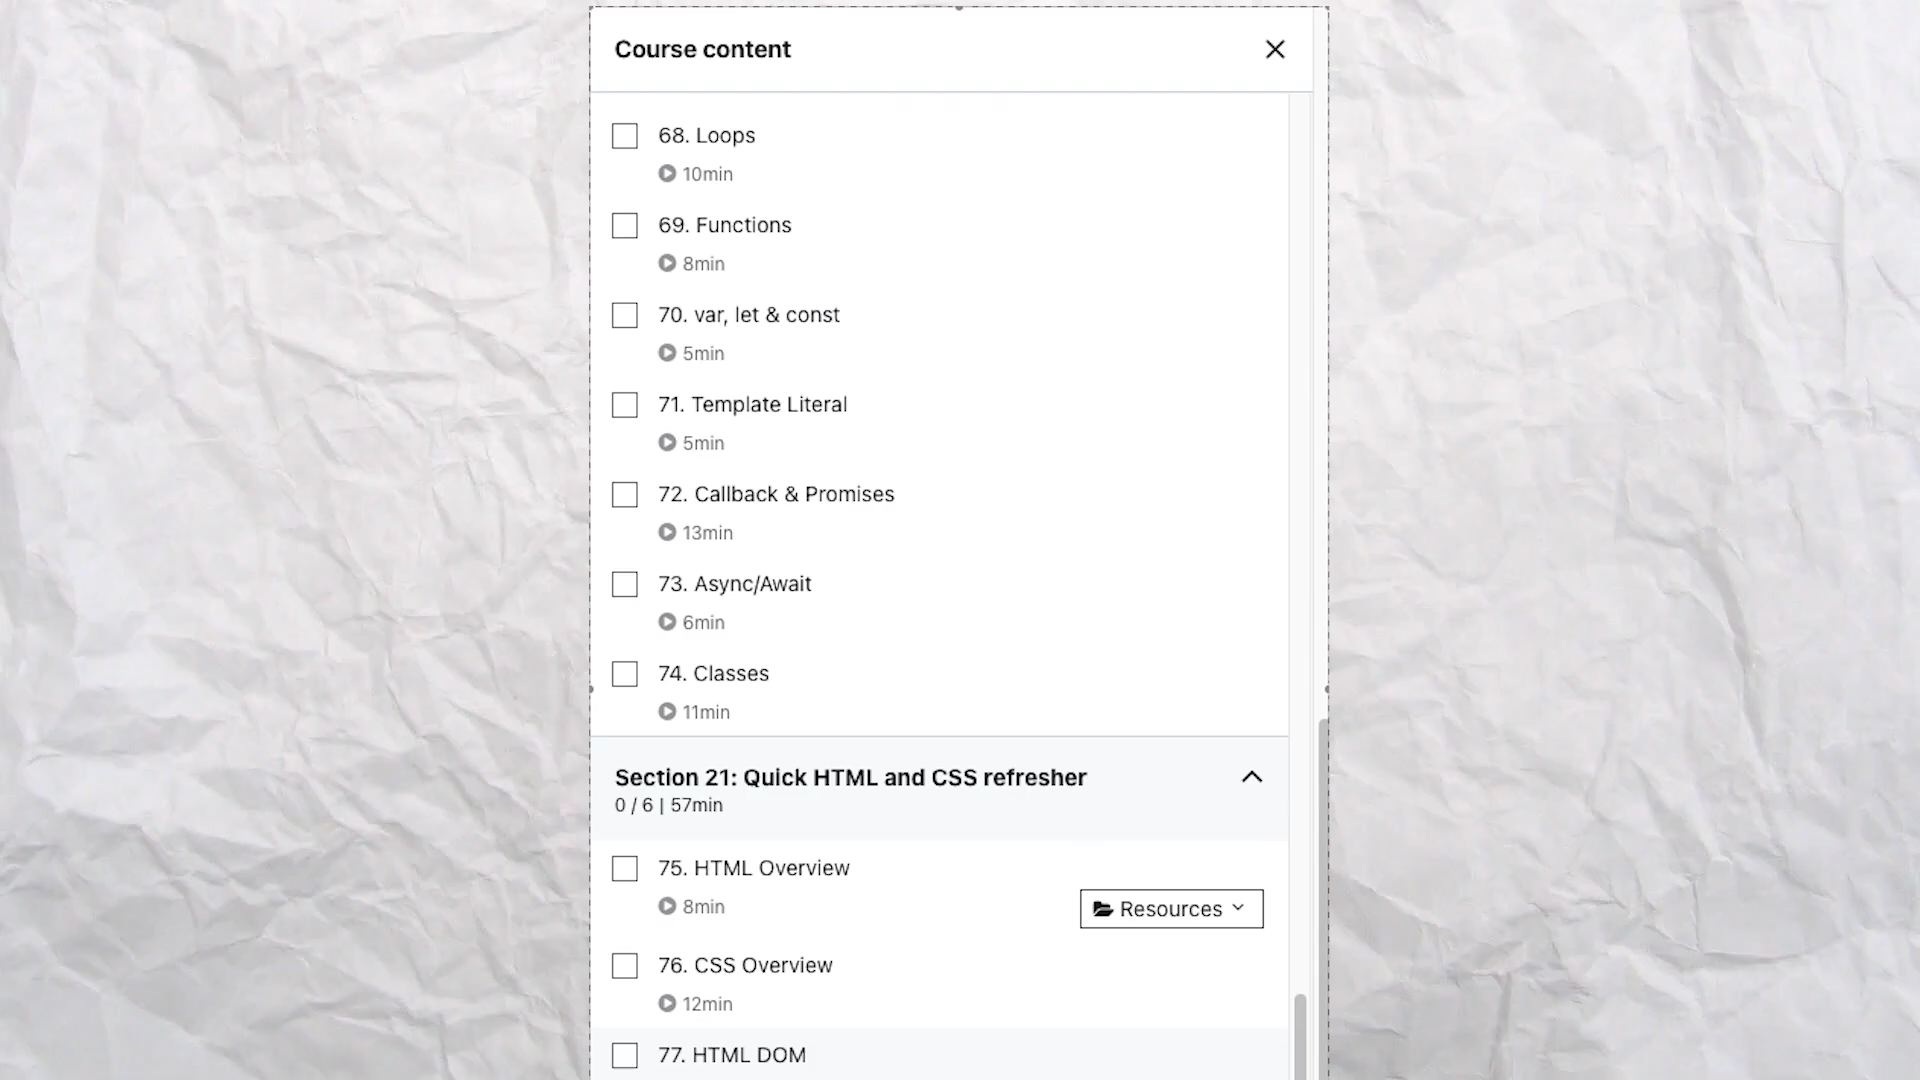 Course content
68. Loops
10min
69. Functions
8min
70. var, let & const
5min
71. Template Literal
5min
72. Callback & Promises
13min
73. Async/Await
6min
74. Classes
11min
Section 21: Quick HTML and CSS refresher
0 / 6 | 57min
75. HTML Overview
8min
Resources
76. CSS Overview
12min
77. HTML DOM